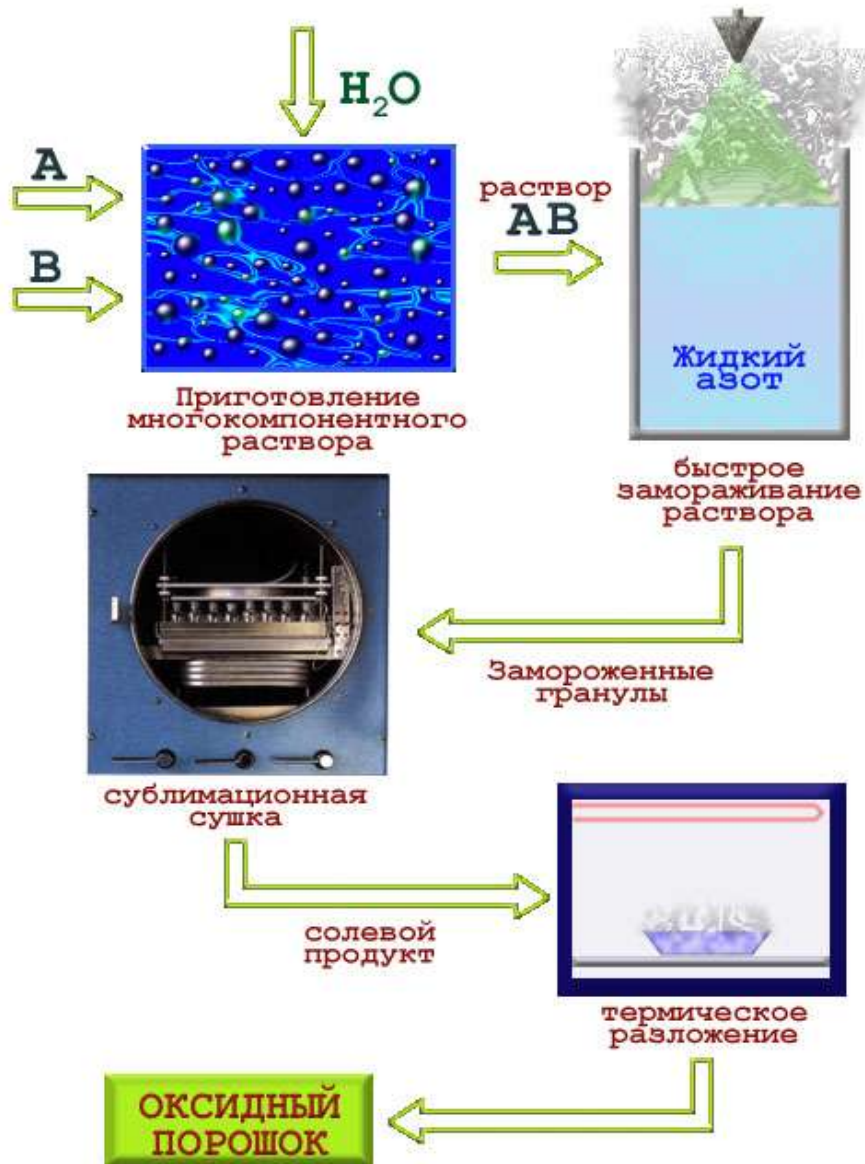 H₂O
A
B
раствор
AB
Жидкий
азот
Приготовление
многокомпонентного
раствора
быстрое
замораживание
раствора
Замороженные
гранулы
сублимационная
сушка
солевой
продукт
термическое
разложение
ОКСИДНЫЙ
ПОРОШОК